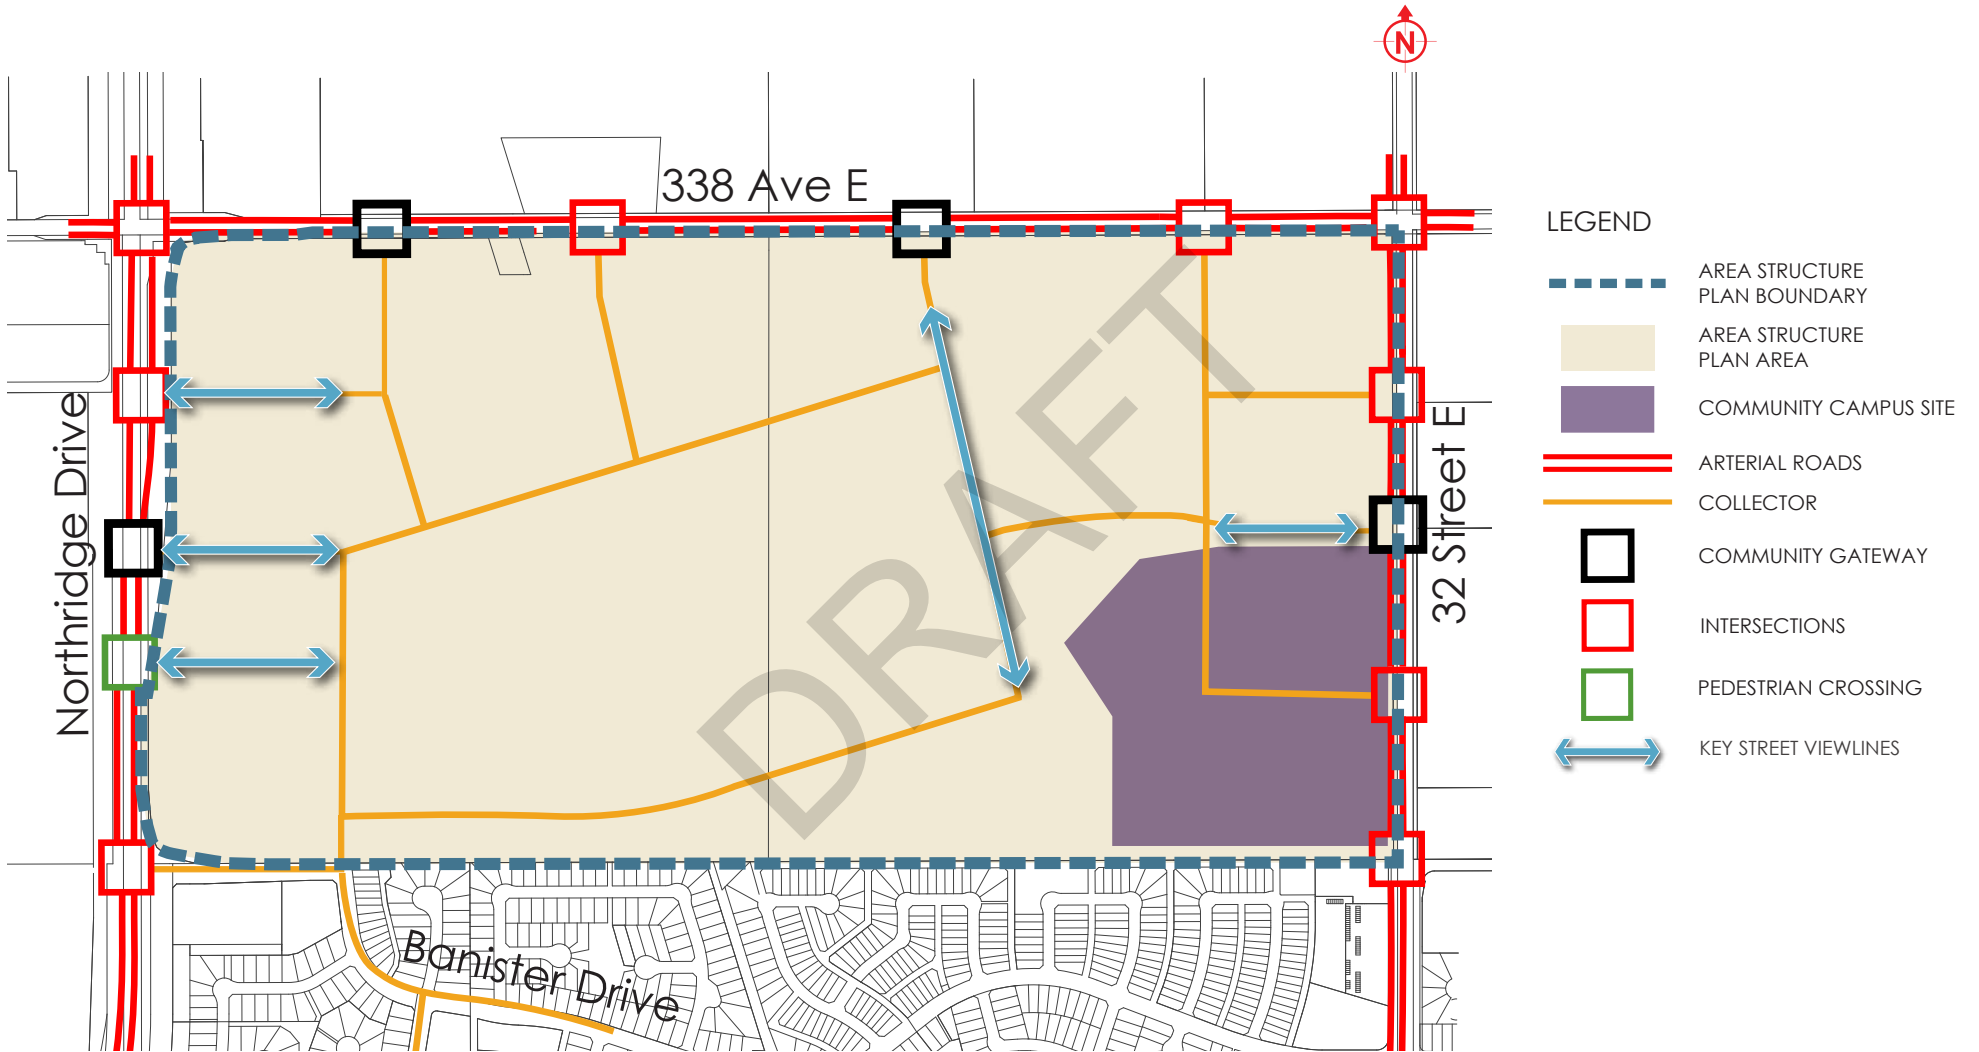 N
338 Ave E
Northridge Drive
32 Street E
Banister Drive
DRAFT
LEGEND
AREA STRUCTURE
PLAN BOUNDARY
AREA STRUCTURE
PLAN AREA
COMMUNITY CAMPUS SITE
ARTERIAL ROADS
COLLECTOR
COMMUNITY GATEWAY
INTERSECTIONS
PEDESTRIAN CROSSING
KEY STREET VIEWLINES